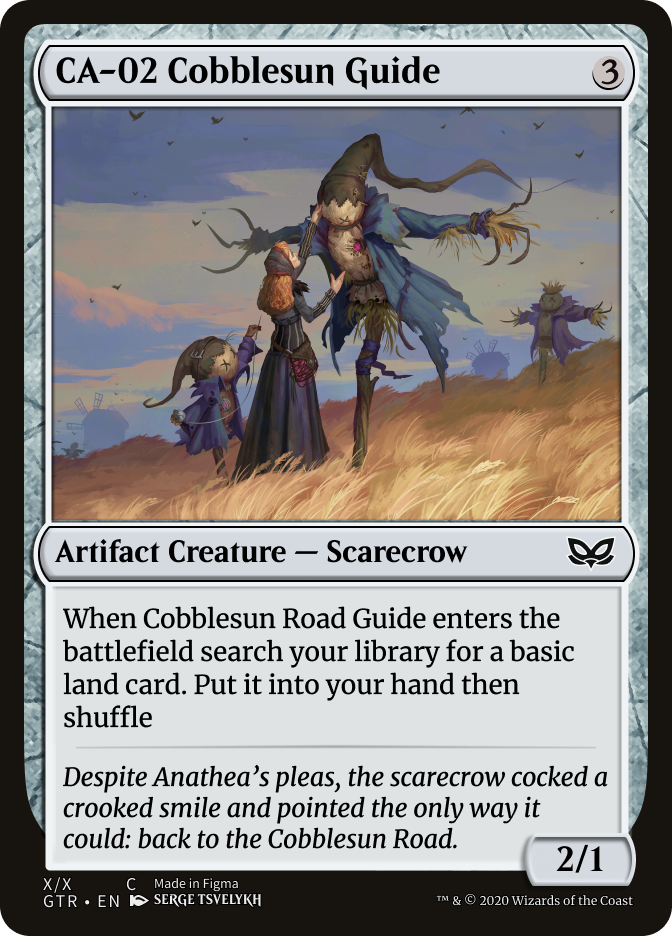 CA-02 Cobblesun Guide
3
Artifact Creature — Scarecrow
When Cobblesun Road Guide enters the
battlefield search your library for a basic
land card. Put it into your hand then
shuffle
Despite Anathea's pleas, the scarecrow cocked a
crooked smile and pointed the only way it
could: back to the Cobblesun Road.
2/1
X/X C Made in Figma
GTR • EN SERGE TSVELYKH
™ & © 2020 Wizards of the Coast